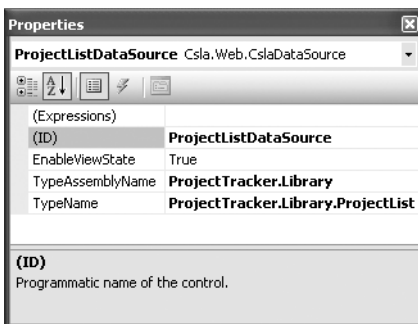 Properties
ProjectListDataSource Csla.Web.CslaDataSource
(Expressions)
(ID) ProjectListDataSource
EnableViewState True
TypeAssemblyName ProjectTracker.Library
TypeName ProjectTracker.Library.ProjectList
(ID)
Programmatic name of the control.